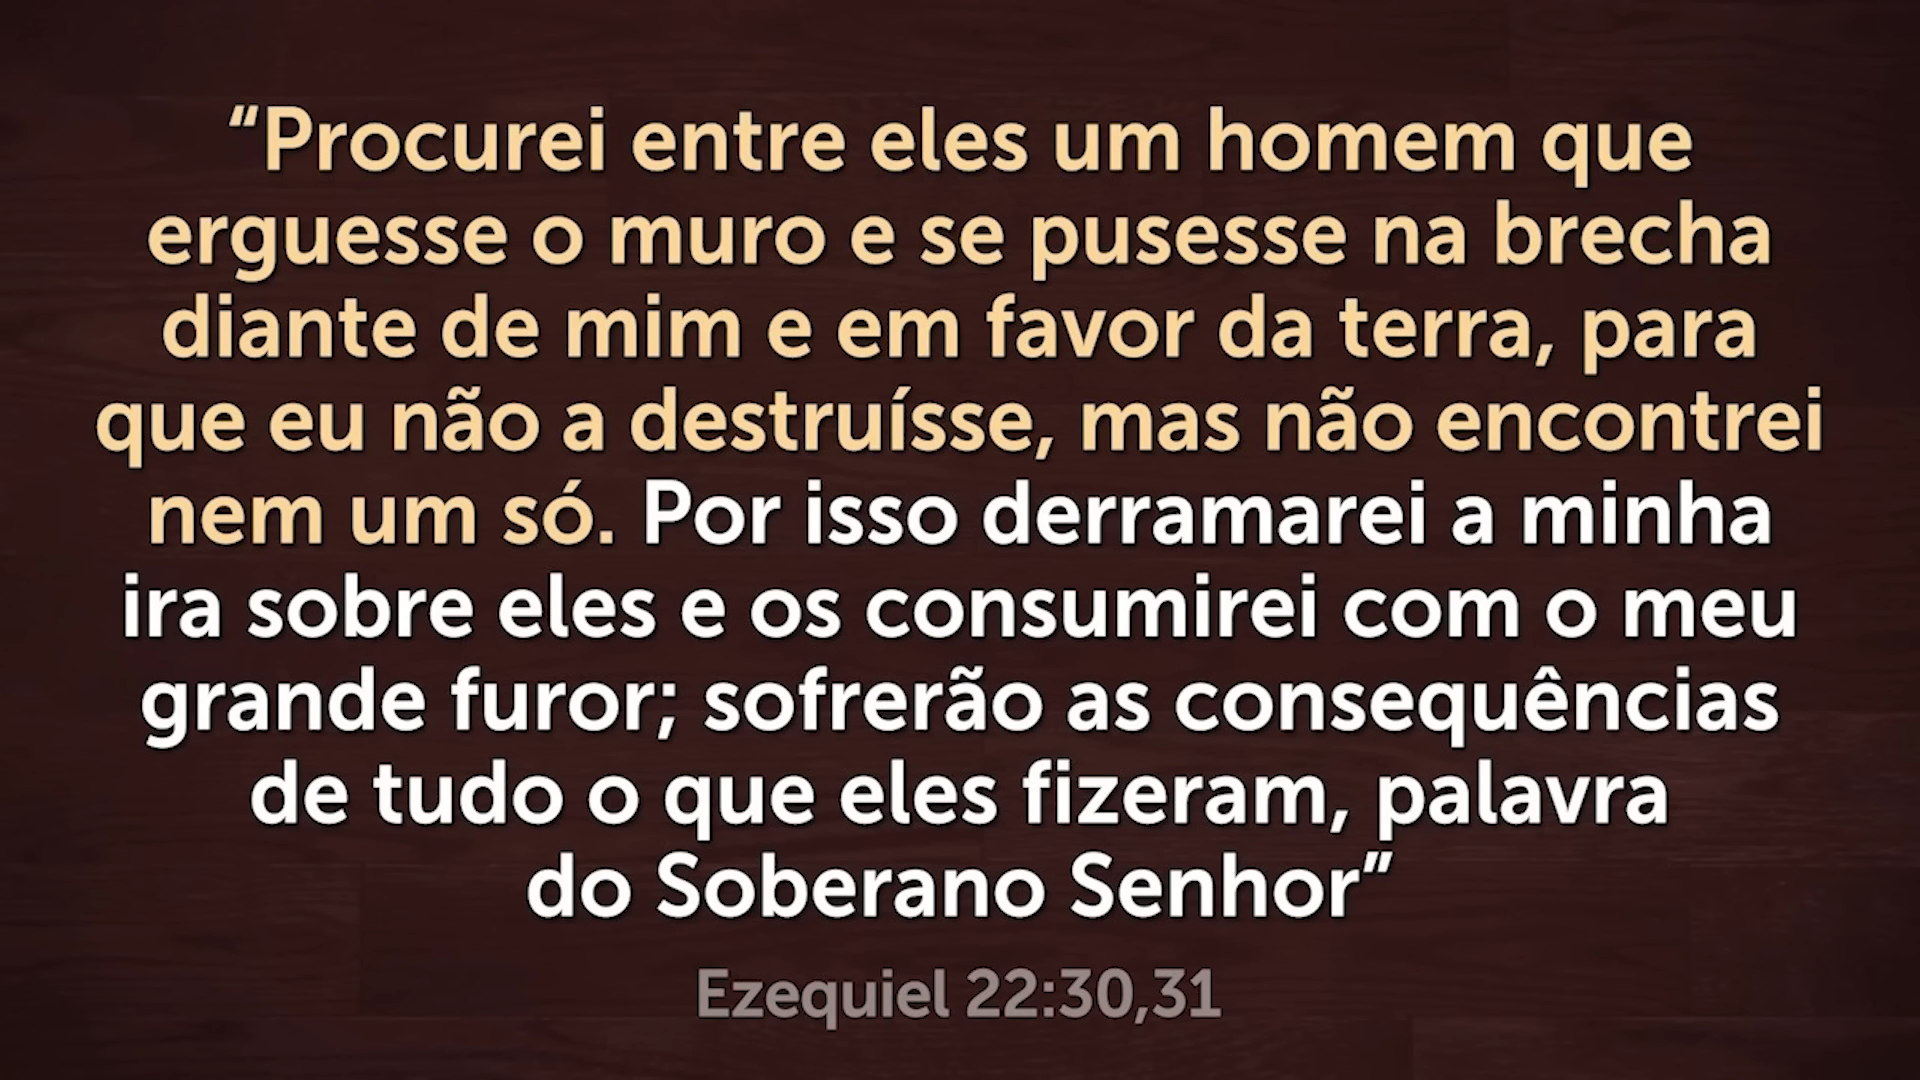 “Procurei entre eles um homem que
erguesse o muro e se pusesse na brecha
diante de mim e em favor da terra, para
que eu não a destruísse, mas não encontrei
nem um só. Por isso derramarei a minha
ira sobre eles e os consumirei com o meu
grande furor; sofrerão as consequências
de tudo o que eles fizeram, palavra
do Soberano Senhor”
Ezequiel 22:30,31